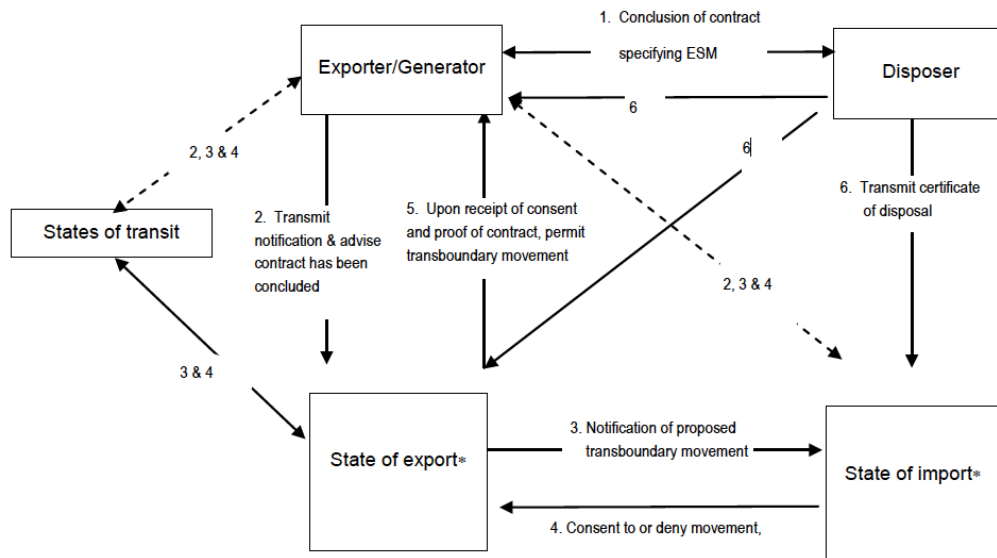 1. Conclusion of contract
specifying ESM
Exporter/Generator
Disposer
6
6
2, 3 & 4
6. Transmit certificate
of disposal
States of transit
2. Transmit
notification & advise
contract has been
concluded
5. Upon receipt of consent
and proof of contract, permit
transboundary movement
2, 3 & 4
3 & 4
State of export*
3. Notification of proposed
transboundary movement
State of import*
4. Consent to or deny movement,